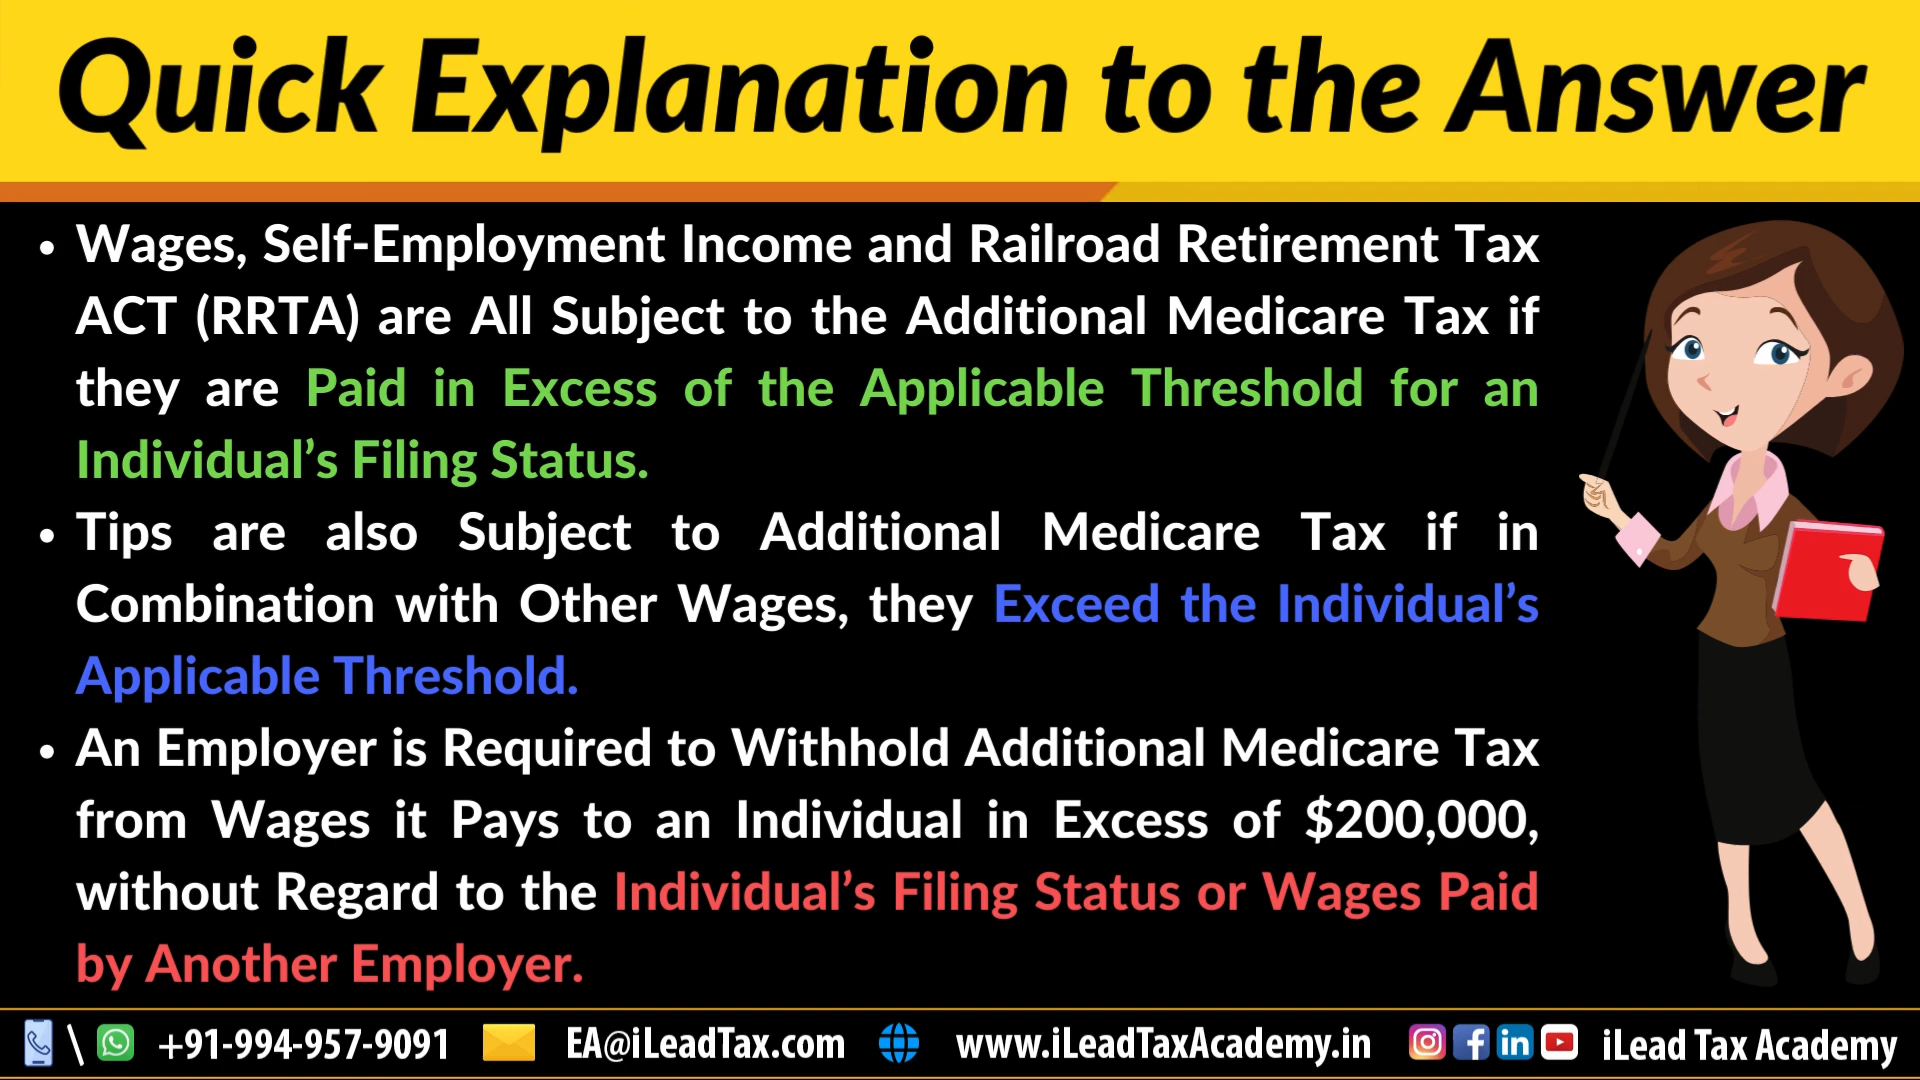 Quick Explanation to the Answer
• Wages, Self-Employment Income and Railroad Retirement Tax
ACT (RRTA) are All Subject to the Additional Medicare Tax if
they are Paid in Excess of the Applicable Threshold for an
Individual’s Filing Status.
• Tips are also Subject to Additional Medicare Tax if in
Combination with Other Wages, they Exceed the Individual’s
Applicable Threshold.
• An Employer is Required to Withhold Additional Medicare Tax
from Wages it Pays to an Individual in Excess of $200,000,
without Regard to the Individual’s Filing Status or Wages Paid
by Another Employer.
\ +91-994-957-9091 EA@iLeadTax.com www.iLeadTaxAcademy.in iLead Tax Academy